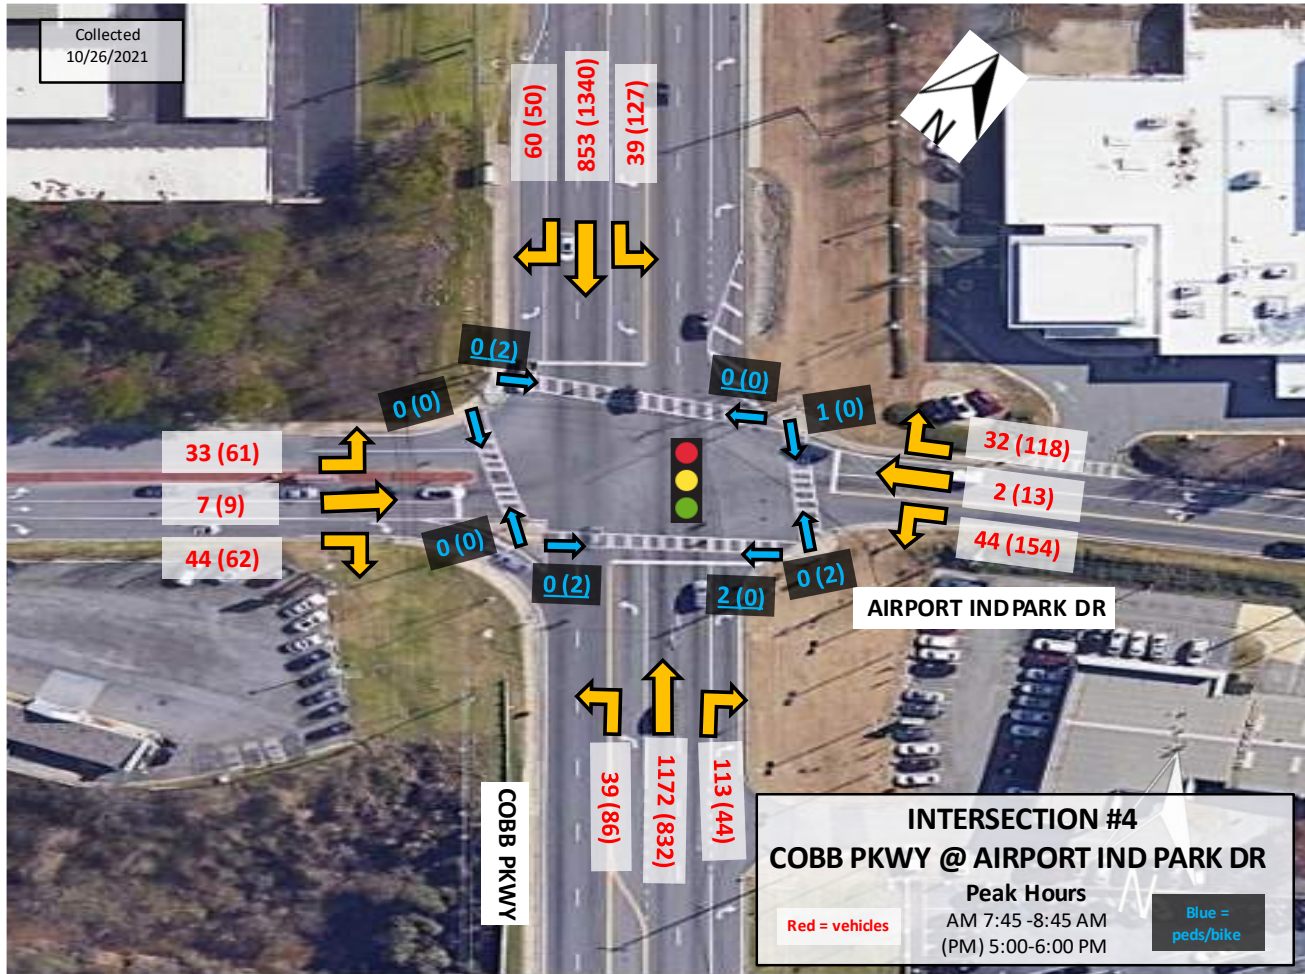 Collected
10/26/2021
60 (50)
853 (1340)
39 (127)
N
0 (2)
0 (0)
0 (0)
1 (0)
33 (61)
7 (9)
44 (62)
32 (118)
2 (13)
44 (154)
0 (0)
0 (2)
2 (0)
0 (2)
AIRPORT IND PARK DR
COBB PKWY
39 (86)
1172 (832)
113 (44)
INTERSECTION #4
COBB PKWY @ AIRPORT IND PARK DR
Peak Hours
Red = vehicles
AM 7:45 -8:45 AM
(PM) 5:00-6:00 PM
Blue =
peds/bike
N